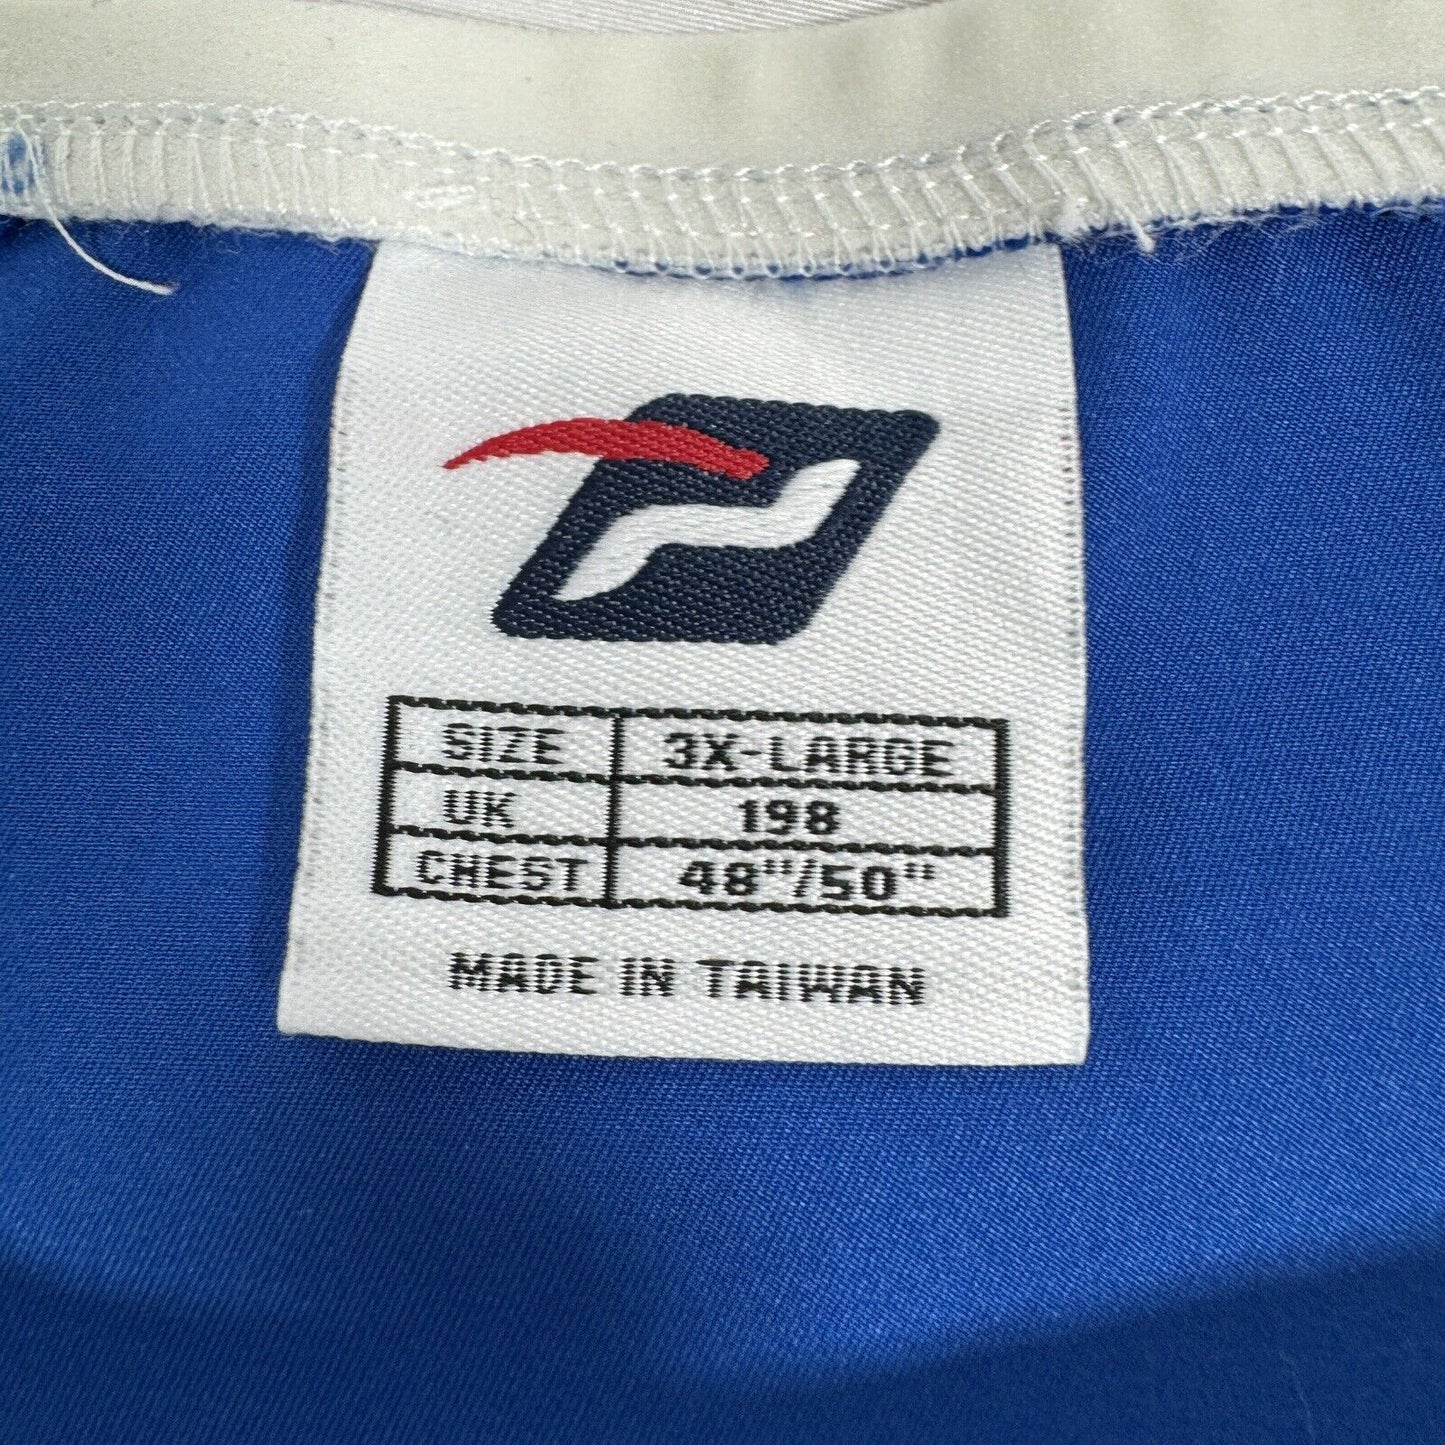 SIZE 3X-LARGE
UK 198
CHEST 48"/50"
MADE IN TAIWAN